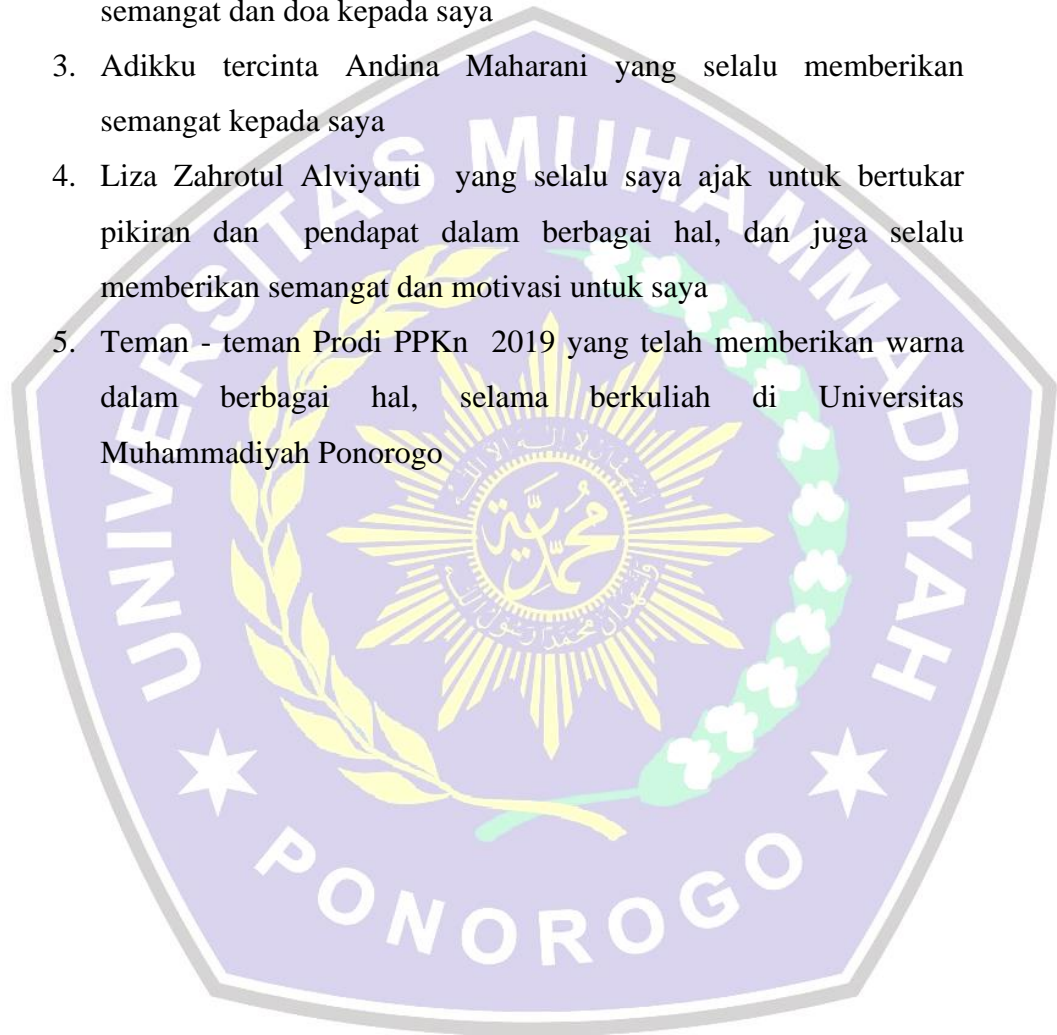 semangat dan doa kepada saya
3. Adikku tercinta Andina Maharani yang selalu memberikan
semangat kepada saya
4. Liza Zahrotul Alviyanti yang selalu saya ajak untuk bertukar
pikiran dan pendapat dalam berbagai hal, dan juga selalu
memberikan semangat dan motivasi untuk saya
5. Teman - teman Prodi PPKn 2019 yang telah memberikan warna
dalam berbagai hal, selama berkuliah di Universitas
Muhammadiyah Ponorogo
UNIVERSITAS MUHAMMADIYAH
محمدية
PONOROGO